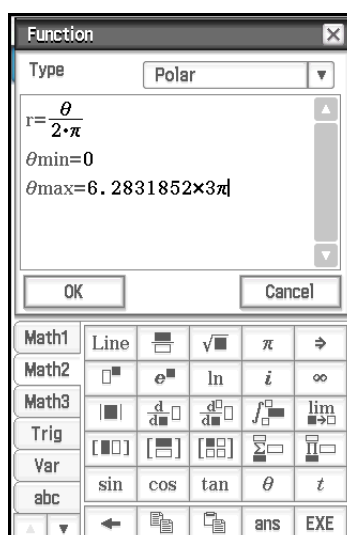 Function
Type Polar
r=θ/2·π
θmin=0
θmax=6.2831852×3π
OK Cancel
Math1 Line √■ π ⇒
Math2 □■ e■ ln i ∞
Math3 |■| d/d■□ d□/d■□ ∫□■ lim ■→□
Trig [■□] [■] [■□] Σ□ Π□
Var sin cos tan θ t
abc
▲ ▼ ← ans EXE